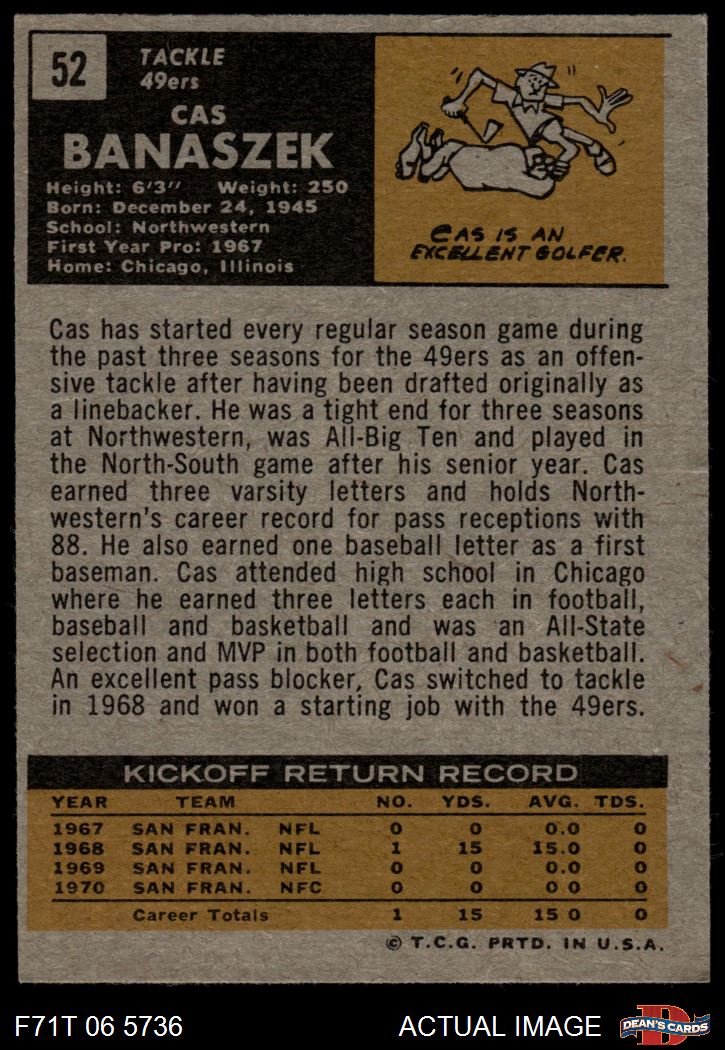 52
TACKLE
49ers
CAS
BANASZEK
Height: 6'3" Weight: 250
Born: December 24, 1945
School: Northwestern
First Year Pro: 1967
Home: Chicago, Illinois
CAS IS AN
EXCELLENT GOLFER.
Cas has started every regular season game during
the past three seasons for the 49ers as an offen-
sive tackle after having been drafted originally as
a linebacker. He was a tight end for three seasons
at Northwestern, was All-Big Ten and played in
the North-South game after his senior year. Cas
earned three varsity letters and holds North-
western's career record for pass receptions with
88. He also earned one baseball letter as a first
baseman. Cas attended high school in Chicago
where he earned three letters each in football,
baseball and basketball and was an All-State
selection and MVP in both football and basketball.
An excellent pass blocker, Cas switched to tackle
in 1968 and won a starting job with the 49ers.
KICKOFF RETURN RECORD
YEAR TEAM NO. YDS. AVG. TDS.
1967 SAN FRAN. NFL 0 0 0.0 0
1968 SAN FRAN. NFL 1 15 15.0 0
1969 SAN FRAN. NFL 0 0 0.0 0
1970 SAN FRAN. NFC 0 0 0 0 0
Career Totals 1 15 15 0 0
© T.C.G. PRTD. IN U.S.A.
F71T 06 5736 ACTUAL IMAGE D DEAN'S CARDS